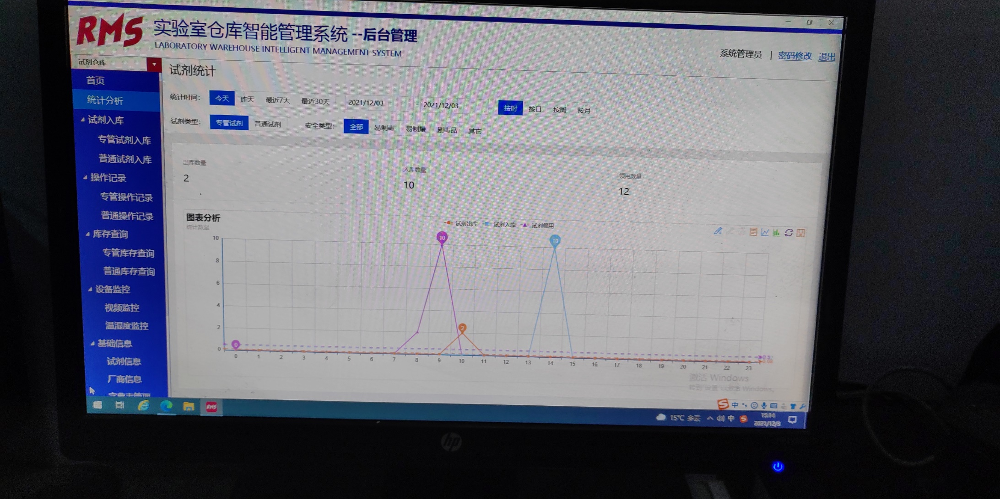 RMS 实验室仓库智能管理系统--后台管理
LABORATORY WAREHOUSE INTELLIGENT MANAGEMENT SYSTEM
系统管理员 | 密码修改 退出
试剂仓库
首页
统计分析
试剂入库
专管试剂入库
普通试剂入库
操作记录
专管操作记录
普通操作记录
库存查询
专管库存查询
普通库存查询
设备监控
视频监控
温湿度监控
基础信息
试剂信息
厂商信息
字典表管理
试剂统计
统计时间: 今天 昨天 最近7天 最近30天 2021/12/03 - 2021/12/03 按时 按日 按周 按月
试剂类型: 专管试剂 普通试剂 安全类型: 全部 易制毒 易制爆 剧毒品 其它
出库数量
2
入库数量
10
领用数量
12
图表分析
统计数量
试剂出库 试剂入库 试剂领用
10
8
6
4
2
0
10
10
2
0
0.5
0.08
0 1 2 3 4 5 6 7 8 9 10 11 12 13 14 15 16 17 18 19 20 21 22 23
激活 Windows
转到"设置"以激活 Windows。
RMS
S 中
15°C 多云 中 S
15:14
2021/12/3
hp